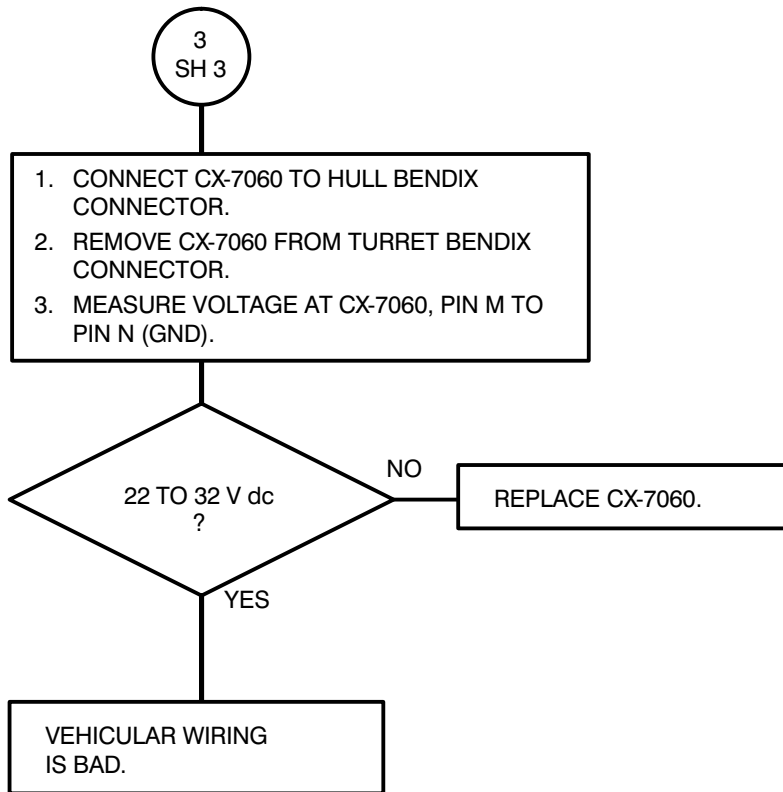 3
SH 3
1. CONNECT CX-7060 TO HULL BENDIX
CONNECTOR.
2. REMOVE CX-7060 FROM TURRET BENDIX
CONNECTOR.
3. MEASURE VOLTAGE AT CX-7060, PIN M TO
PIN N (GND).
22 TO 32 V dc
?
NO
REPLACE CX-7060.
YES
VEHICULAR WIRING
IS BAD.